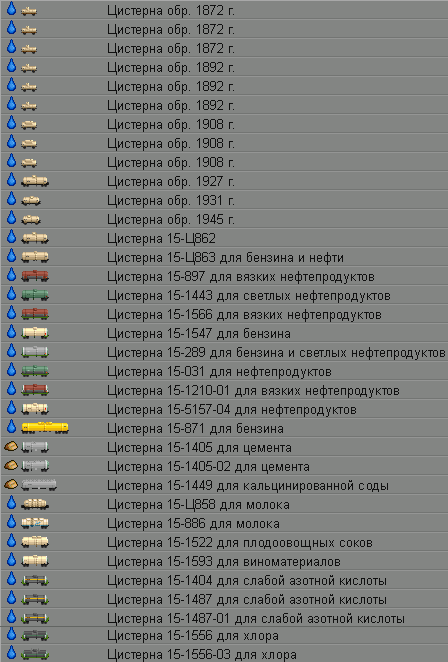 Цистерна обр. 1872 г.
Цистерна обр. 1872 г.
Цистерна обр. 1872 г.
Цистерна обр. 1892 г.
Цистерна обр. 1892 г.
Цистерна обр. 1892 г.
Цистерна обр. 1908 г.
Цистерна обр. 1908 г.
Цистерна обр. 1908 г.
Цистерна обр. 1927 г.
Цистерна обр. 1931 г.
Цистерна обр. 1945 г.
Цистерна 15-Ц862
Цистерна 15-Ц863 для бензина и нефти
Цистерна 15-897 для вязких нефтепродуктов
Цистерна 15-1443 для светлых нефтепродуктов
Цистерна 15-1566 для вязких нефтепродуктов
Цистерна 15-1547 для бензина
Цистерна 15-289 для бензина и светлых нефтепродуктов
Цистерна 15-031 для нефтепродуктов
Цистерна 15-1210-01 для вязких нефтепродуктов
Цистерна 15-5157-04 для нефтепродуктов
Цистерна 15-871 для бензина
Цистерна 15-1405 для цемента
Цистерна 15-1405-02 для цемента
Цистерна 15-1449 для кальцинированной соды
Цистерна 15-Ц858 для молока
Цистерна 15-886 для молока
Цистерна 15-1522 для плодоовощных соков
Цистерна 15-1593 для виноматериалов
Цистерна 15-1404 для слабой азотной кислоты
Цистерна 15-1487 для слабой азотной кислоты
Цистерна 15-1487-01 для слабой азотной кислоты
Цистерна 15-1556 для хлора
Цистерна 15-1556-03 для хлора